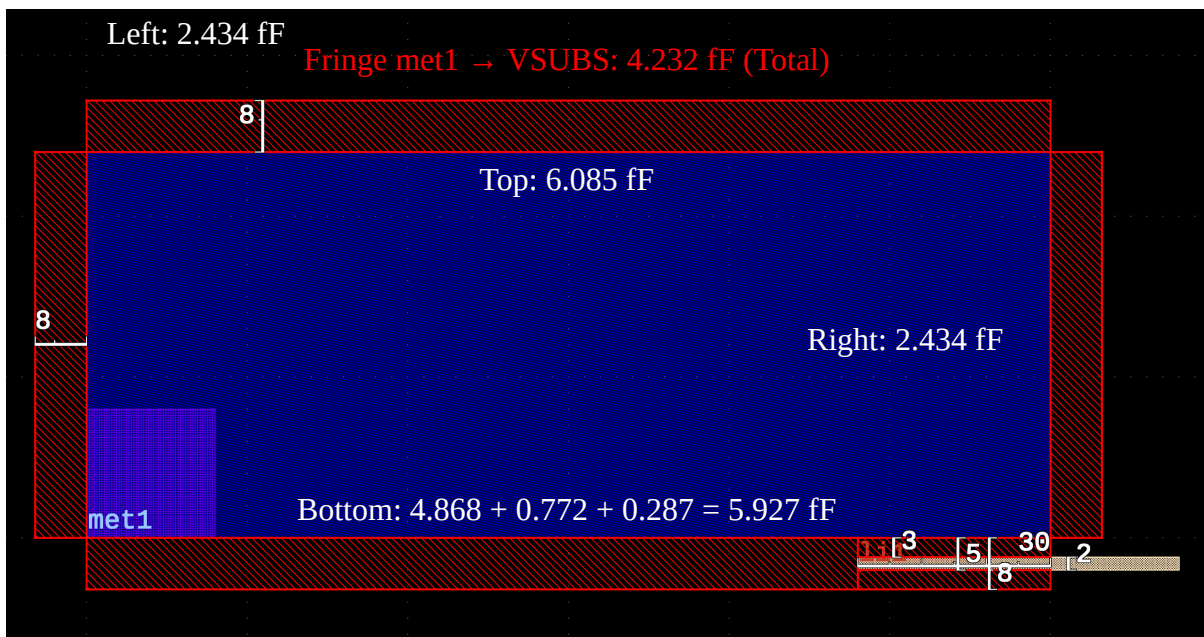 Left: 2.434 fF
Fringe met1 → VSUBS: 4.232 fF (Total)
8
Top: 6.085 fF
8
Right: 2.434 fF
Bottom: 4.868 + 0.772 + 0.287 = 5.927 fF
met1
li1
3
5
30
2
8